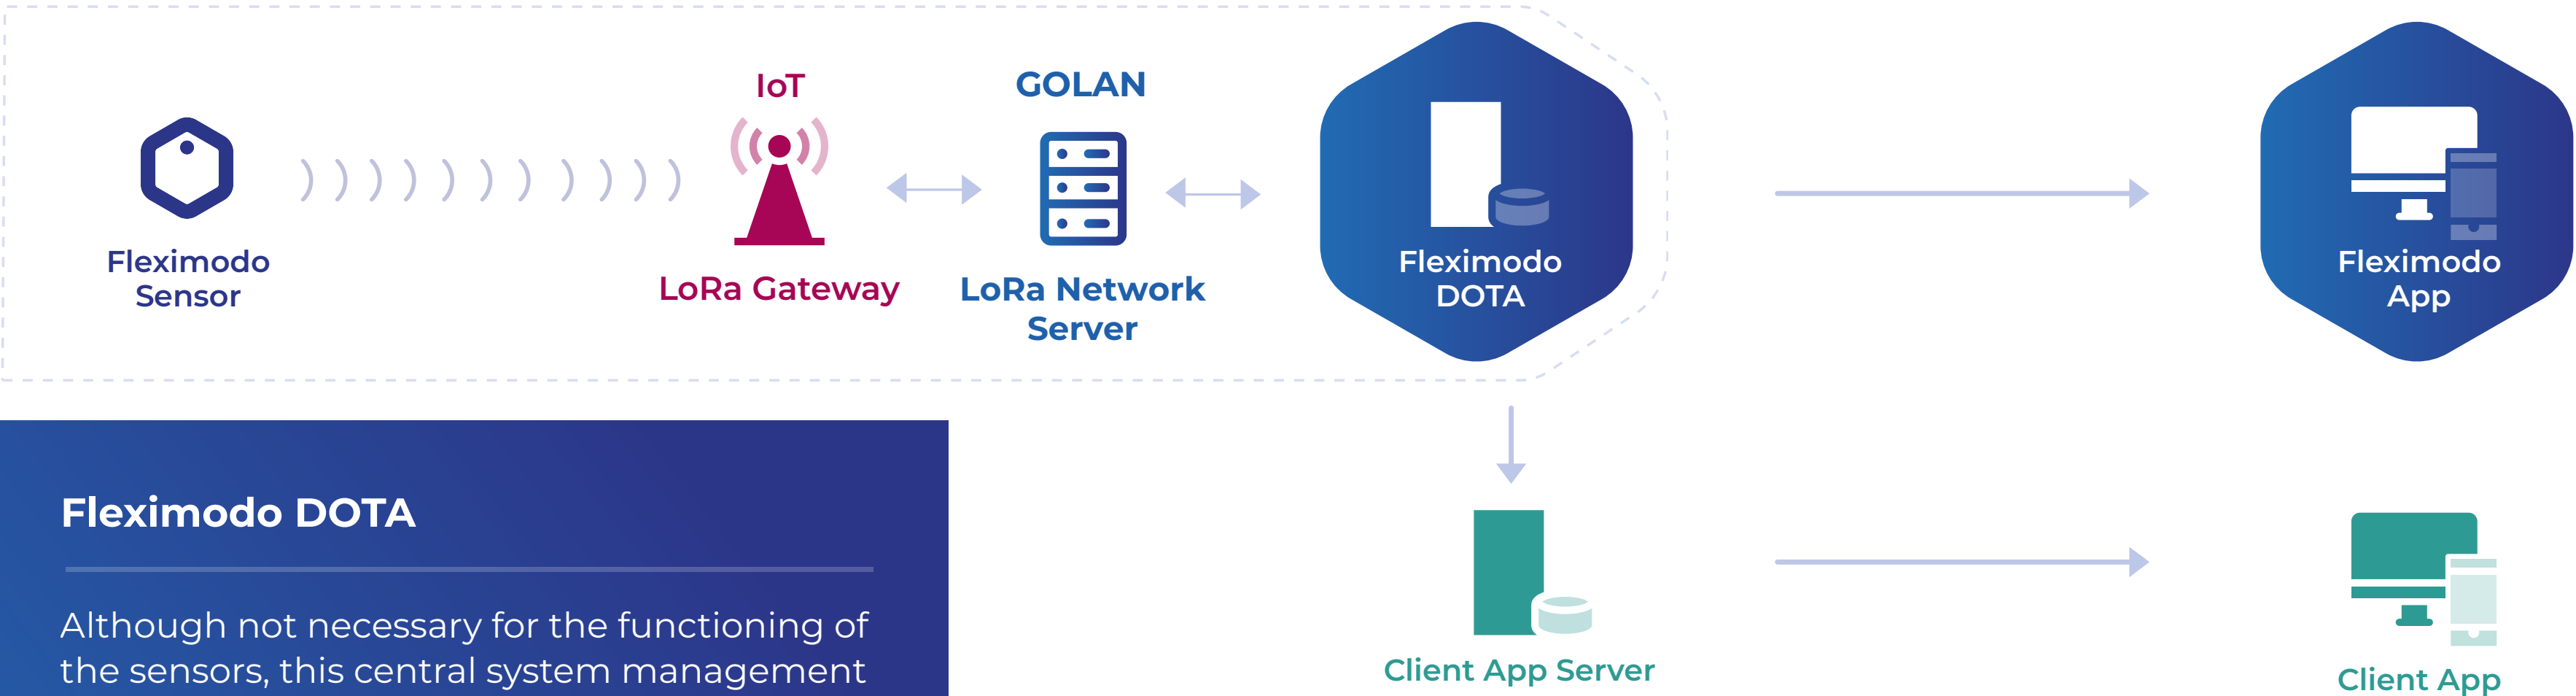 IoT
GOLAN
Fleximodo
Sensor
LoRa Gateway
LoRa Network
Server
Fleximodo
DOTA
Fleximodo
App
Fleximodo DOTA
Although not necessary for the functioning of
the sensors, this central system management
Client App Server
Client App